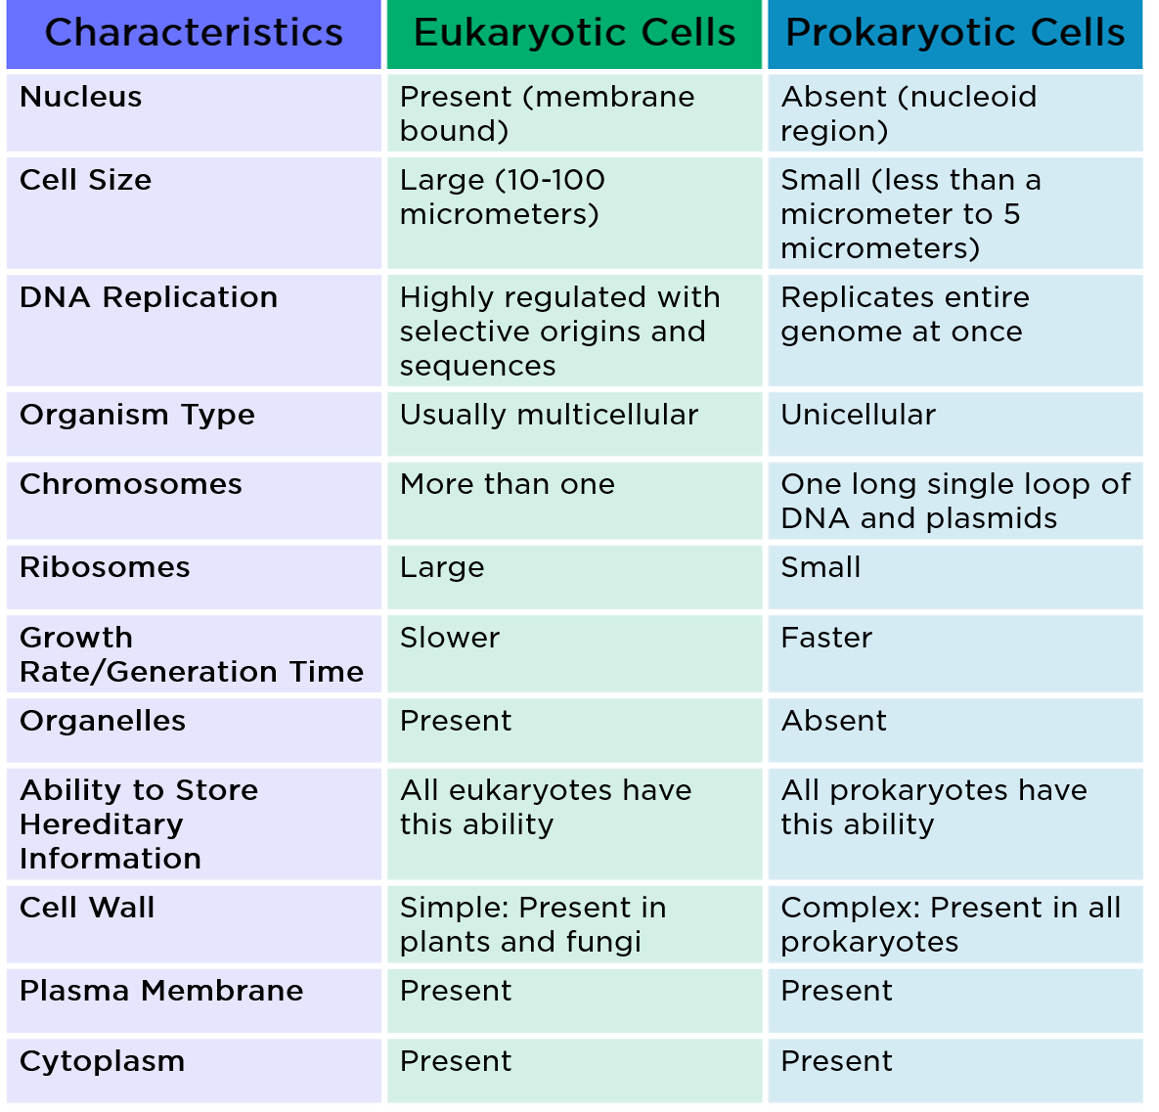 Characteristics
Eukaryotic Cells
Prokaryotic Cells
Nucleus
Present (membrane
bound)
Absent (nucleoid
region)
Cell Size
Large (10-100
micrometers)
Small (less than a
micrometer to 5
micrometers)
DNA Replication
Highly regulated with
selective origins and
sequences
Replicates entire
genome at once
Organism Type
Usually multicellular
Unicellular
Chromosomes
More than one
One long single loop of
DNA and plasmids
Ribosomes
Large
Small
Growth
Rate/Generation Time
Slower
Faster
Organelles
Present
Absent
Ability to Store
Hereditary
Information
All eukaryotes have
this ability
All prokaryotes have
this ability
Cell Wall
Simple: Present in
plants and fungi
Complex: Present in all
prokaryotes
Plasma Membrane
Present
Present
Cytoplasm
Present
Present